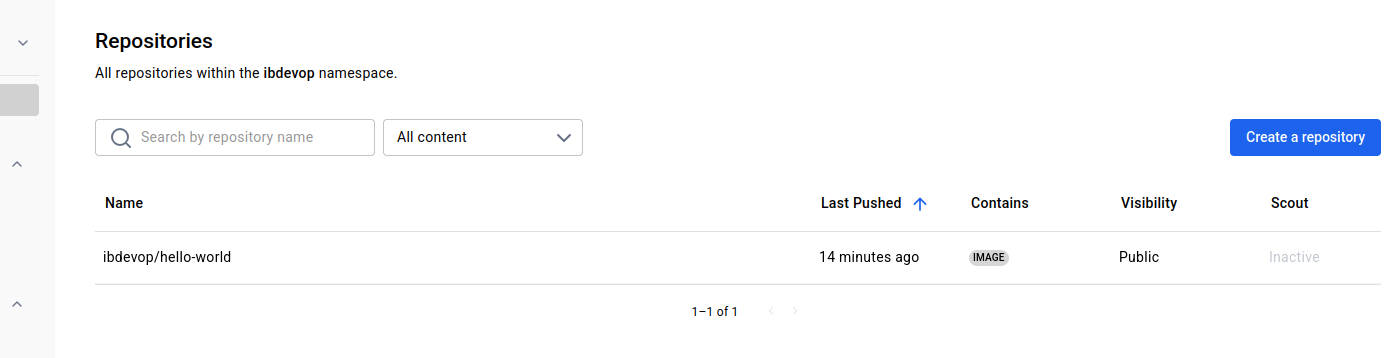 Repositories
All repositories within the ibdevop namespace.
Search by repository name
All content
Create a repository
Name Last Pushed Contains Visibility Scout
ibdevop/hello-world 14 minutes ago IMAGE Public Inactive
1–1 of 1